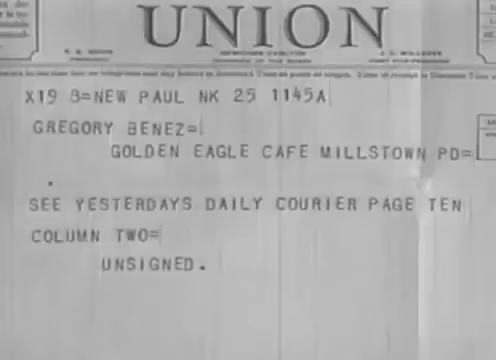 UNION
X19 8=NEW PAUL NK 25 1145A
GREGORY BENEZ=
GOLDEN EAGLE CAFE MILLSTOWN PD=
SEE YESTERDAYS DAILY COURIER PAGE TEN
COLUMN TWO=
UNSIGNED.